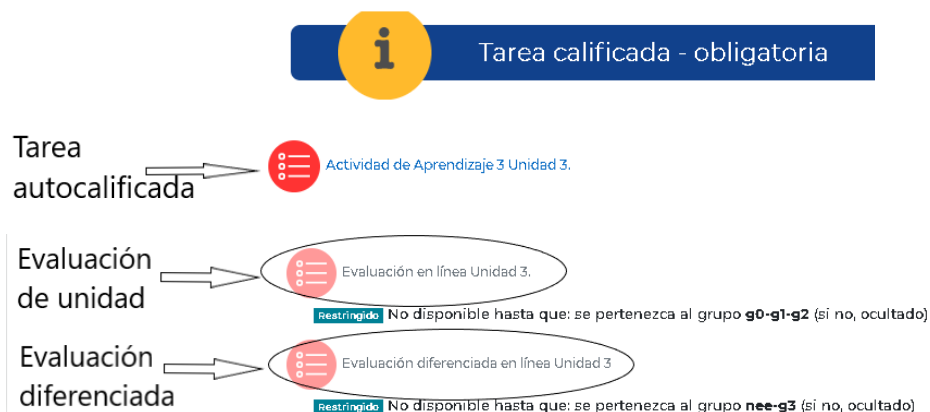 Tarea calificada - obligatoria
Tarea
autocalificada
Actividad de Aprendizaje 3 Unidad 3.
Evaluación
de unidad
Evaluación en línea Unidad 3.
Restringido No disponible hasta que: se pertenezca al grupo g0-g1-g2 (si no, ocultado)
Evaluación
diferenciada
Evaluación diferenciada en línea Unidad 3
Restringido No disponible hasta que: se pertenezca al grupo nee-g3 (si no, ocultado)